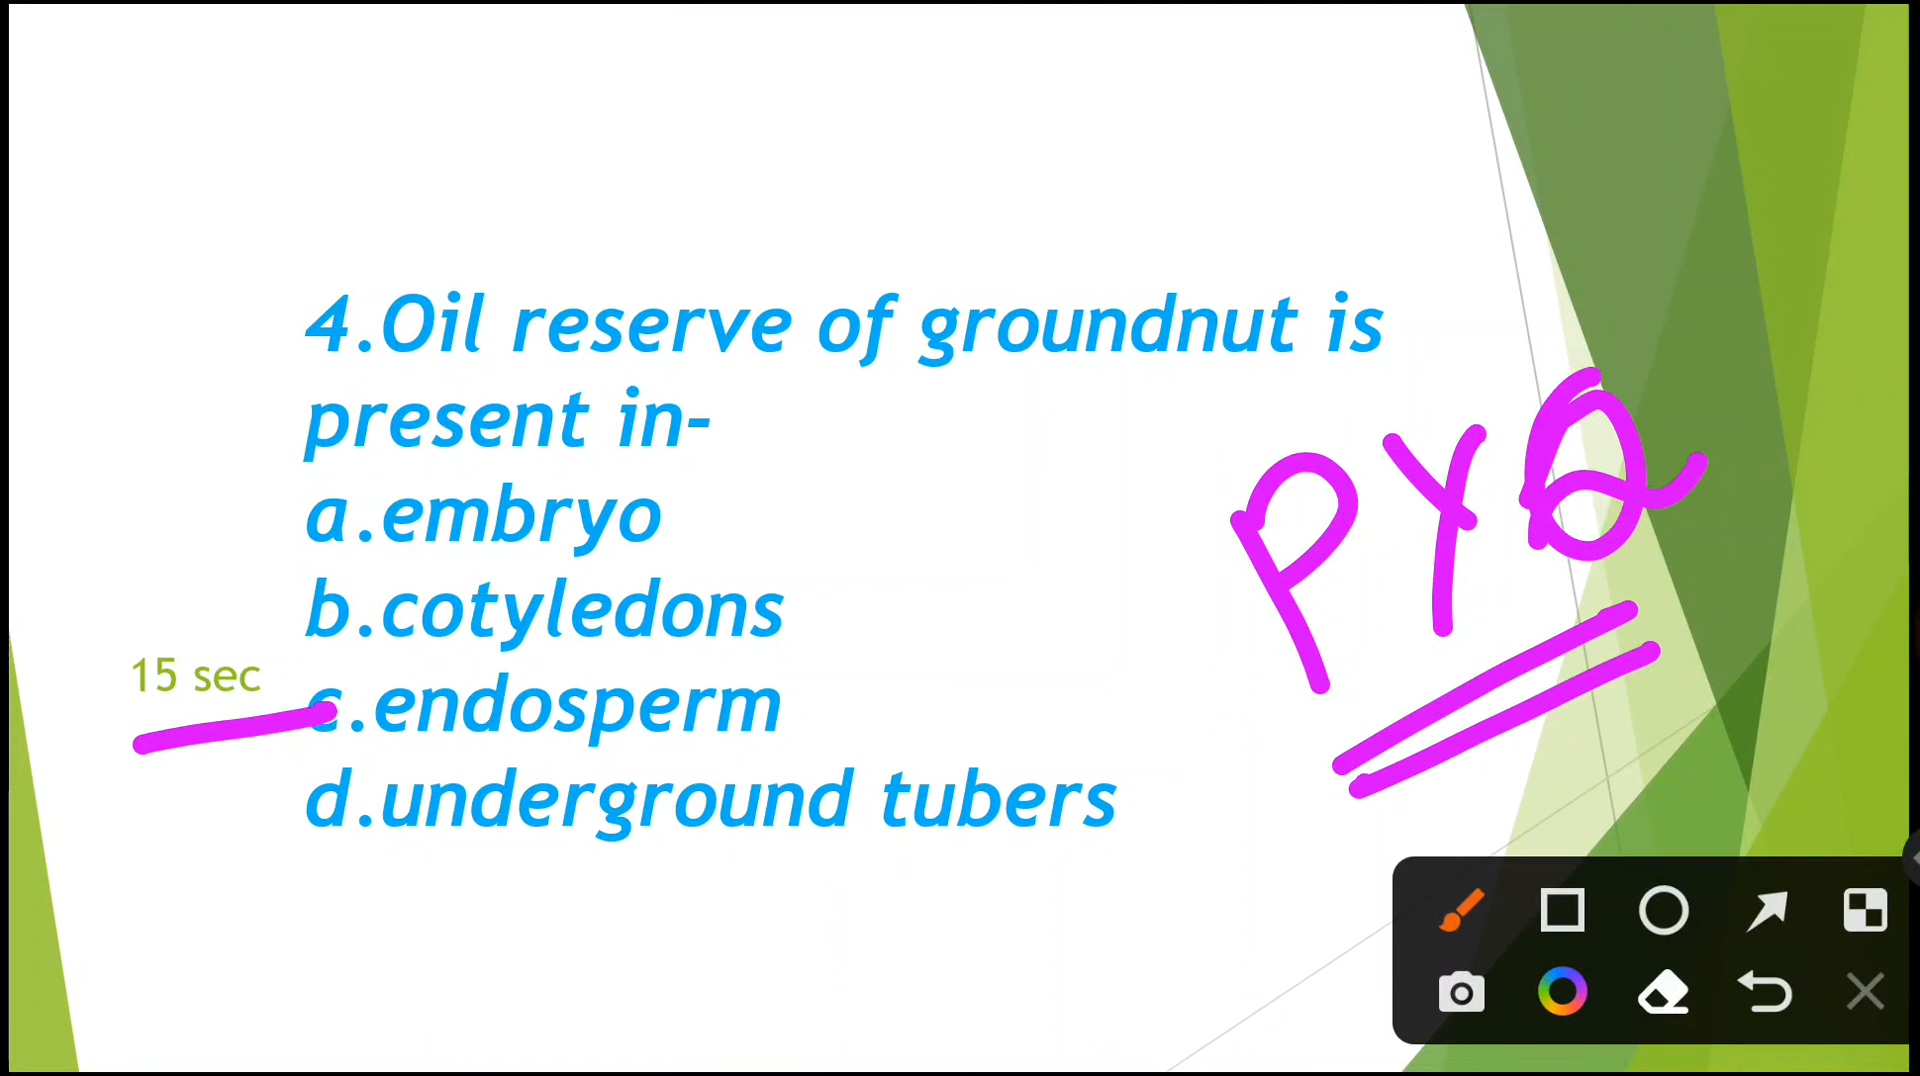 4.Oil reserve of groundnut is
present in-
a.embryo
b.cotyledons
c.endosperm
d.underground tubers
15 sec
PYQ